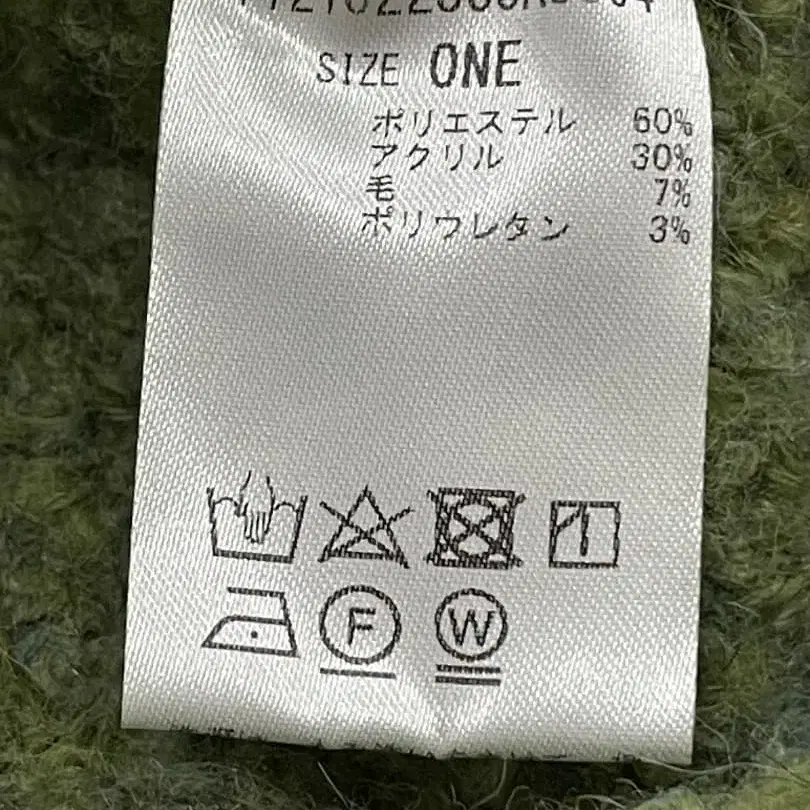 SIZE ONE
ポリエステル 60%
アクリル 30%
毛 7%
ポリウレタン 3%
F
W